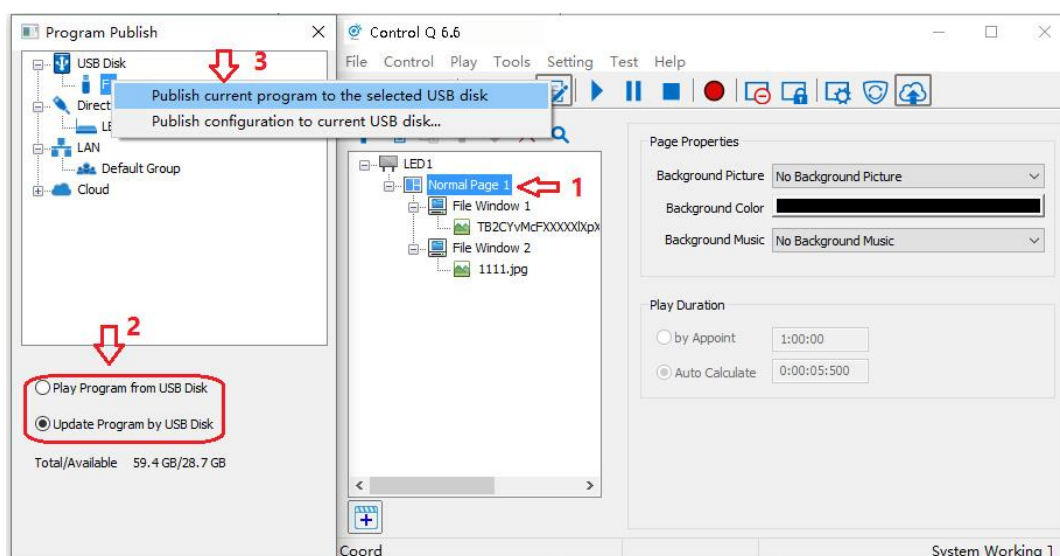 Program Publish
USB Disk
Publish current program to the selected USB disk
Publish configuration to current USB disk...
Direct
LAN
Default Group
Cloud
3
2
Play Program from USB Disk
Update Program by USB Disk
Total/Available 59.4 GB/28.7 GB
Control Q 6.6
File Control Play Tools Setting Test Help
LED1
Normal Page 1
1
File Window 1
TB2CYvMcFXXXXXlXpX
File Window 2
1111.jpg
Page Properties
Background Picture No Background Picture
Background Color
Background Music No Background Music
Play Duration
by Appoint 1:00:00
Auto Calculate 0:00:05:500
Coord
System Working